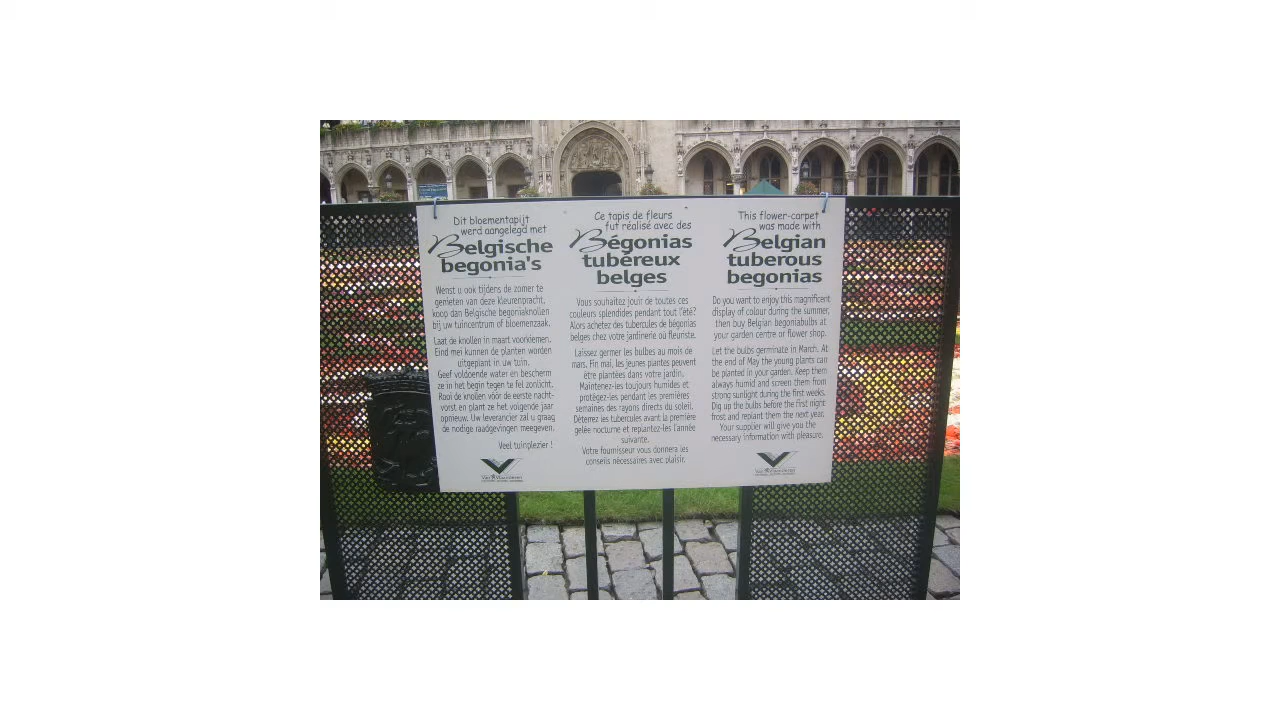 Dit bloementapijt
werd aangelegd met
Belgische
begonia's
Wenst u ook tijdens de zomer te
genieten van deze kleurenpracht,
koop dan Belgische begoniaknollen
bij uw tuincentrum of bloemenzaak.
Laat de knollen in maart voorkiemen.
Eind mei kunnen de planten worden
uitgeplant in uw tuin.
Geef voldoende water en bescherm
ze in het begin tegen te fel zonlicht.
Rooi de knollen vóór de eerste nacht-
vorst en plant ze het volgende jaar
opnieuw. Uw leverancier zal u graag
de nodige raadgevingen meegeven.
Veel tuinplezier !
Van Vlaanderen
Ce tapis de fleurs
fut réalisé avec des
Bégonias
tubéreux
belges
Vous souhaitez jouir de toutes ces
couleurs splendides pendant tout l'été?
Alors achetez des tubercules de bégonias
belges chez votre jardinerie où fleuriste.
Laissez germer les bulbes au mois de
mars. Fin mai, les jeunes plantes peuvent
être plantées dans votre jardin.
Maintenez-les toujours humides et
protégez-les pendant les premières
semaines des rayons directs du soleil.
Déterrez les tubercules avant la première
gelée nocturne et replantez-les l'année
suivante.
Votre fournisseur vous donnera les
conseils nécessaires avec plaisir.
This flower-carpet
was made with
Belgian
tuberous
begonias
Do you want to enjoy this magnificent
display of colour during the summer,
then buy Belgian begoniabulbs at
your garden centre or flower shop.
Let the bulbs germinate in March. At
the end of May the young plants can
be planted in your garden. Keep them
always humid and screen them from
strong sunlight during the first weeks.
Dig up the bulbs before the first night
frost and replant them the next year.
Your supplier will give you the
necessary information with pleasure.
Van Vlaanderen